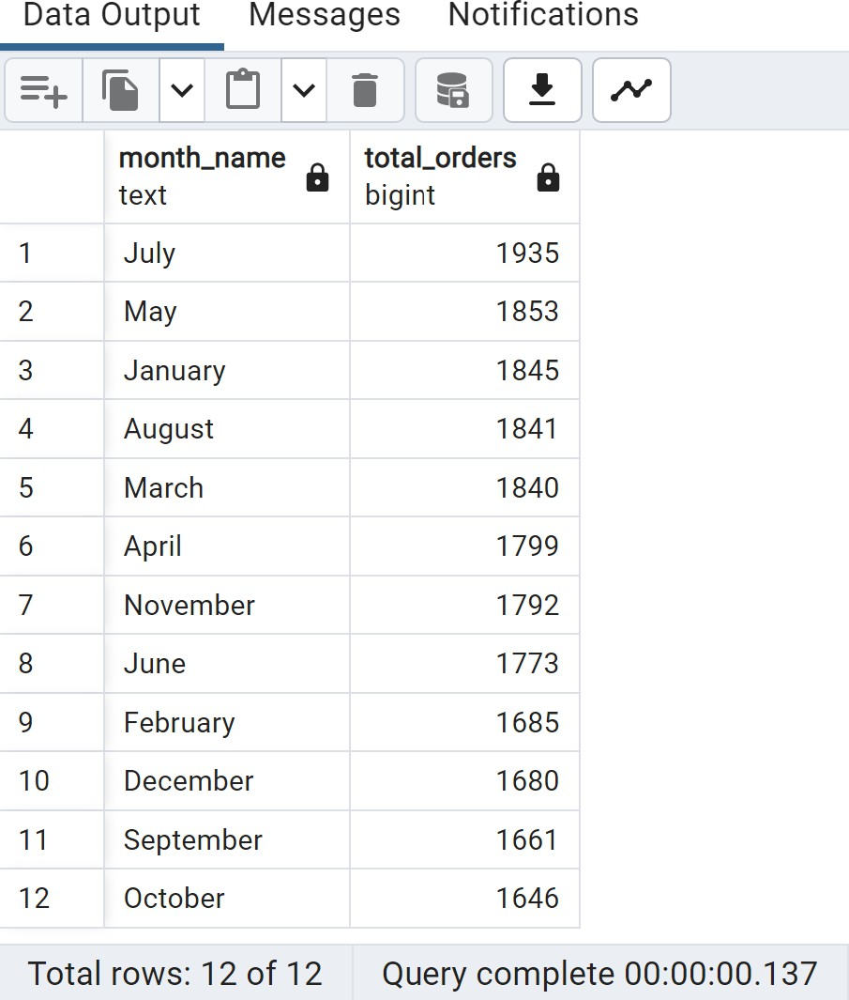 Data Output Messages Notifications
month_name total_orders
text bigint
1 July 1935
2 May 1853
3 January 1845
4 August 1841
5 March 1840
6 April 1799
7 November 1792
8 June 1773
9 February 1685
10 December 1680
11 September 1661
12 October 1646
Total rows: 12 of 12 Query complete 00:00:00.137